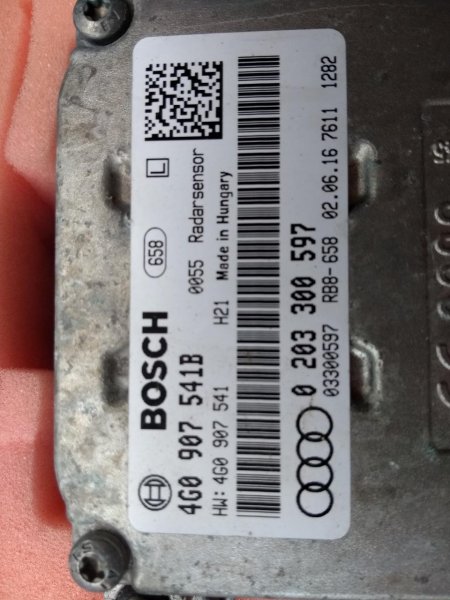 BOSCH 658 L
4G0 907 541B 0055 Radarsensor
HW: 4G0 907 541 H21 Made in Hungary
0 203 300 597
03300597 RB8-658 02.06.16 7611 1282